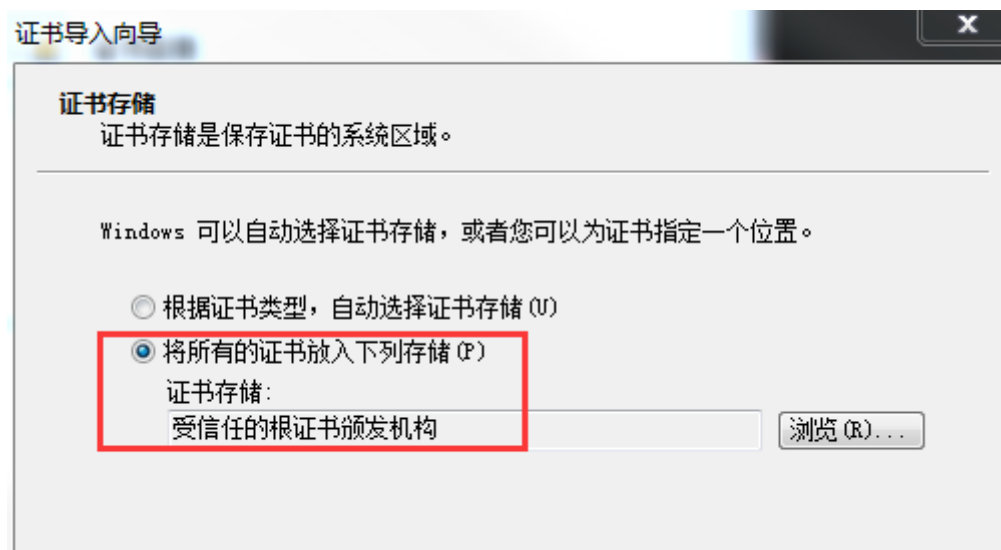 证书导入向导
证书存储
证书存储是保存证书的系统区域。
Windows 可以自动选择证书存储，或者您可以为证书指定一个位置。
根据证书类型，自动选择证书存储(U)
将所有的证书放入下列存储(P)
证书存储:
受信任的根证书颁发机构
浏览(R)...